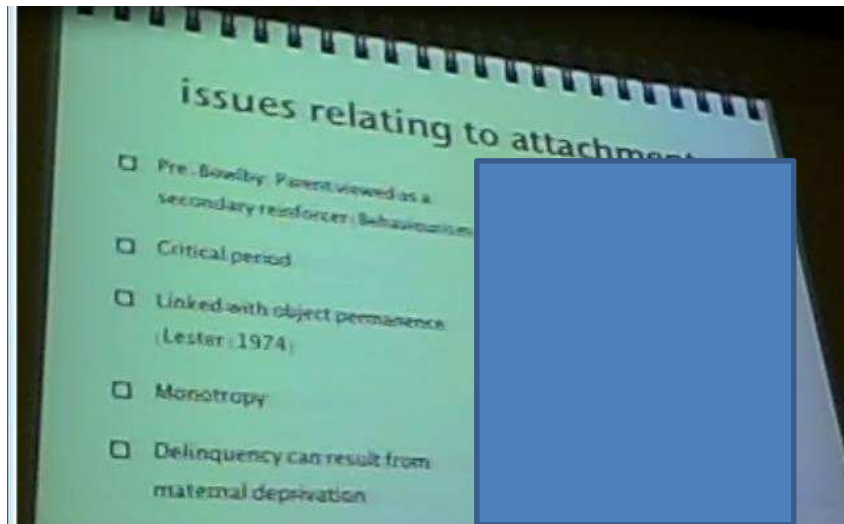 issues relating to attachment
Pre-Bowlby: Parent viewed as a
secondary reinforcer (Behaviourism
Critical period
Linked with object permanence
(Lester (1974)
Monotropy
Delinquency can result from
maternal deprivation